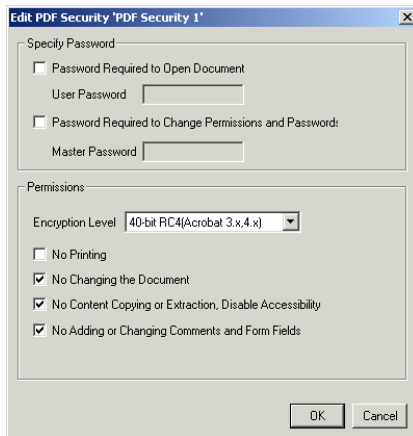 Edit PDF Security 'PDF Security 1'
Specify Password
Password Required to Open Document
User Password
Password Required to Change Permissions and Passwords
Master Password
Permissions
Encryption Level 40-bit RC4(Acrobat 3.x,4.x)
No Printing
No Changing the Document
No Content Copying or Extraction, Disable Accessibility
No Adding or Changing Comments and Form Fields
OK Cancel